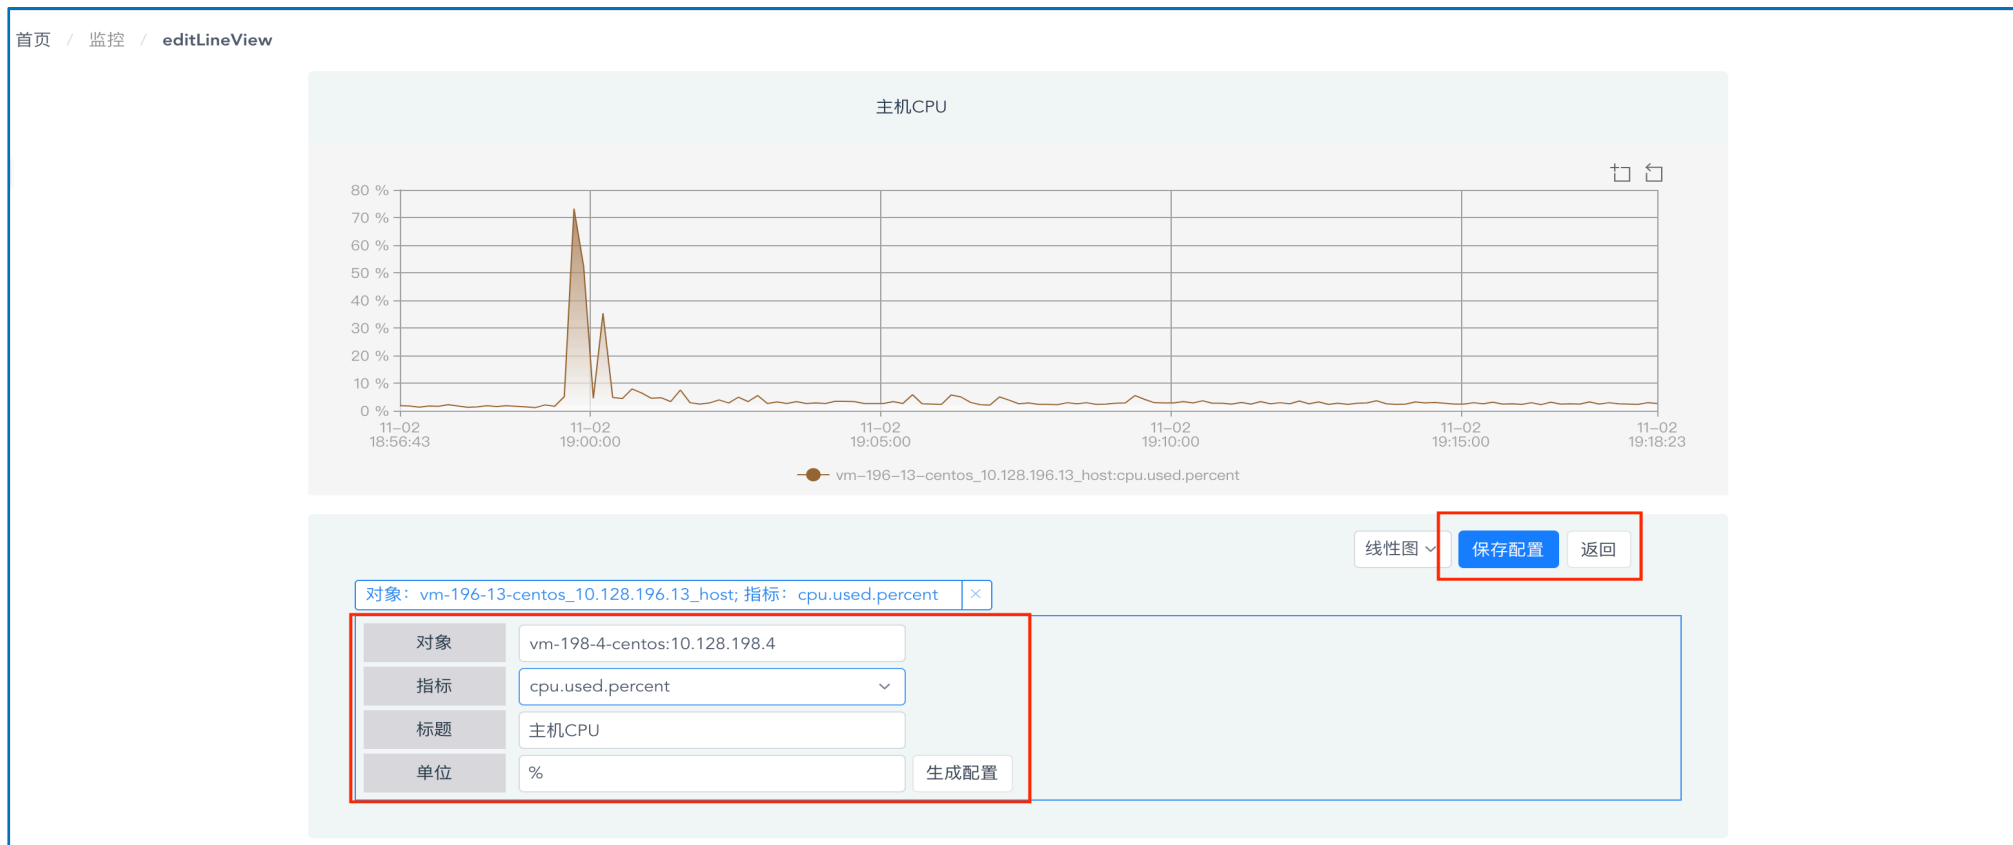 首页 / 监控 / editLineView
主机CPU
80 %
70 %
60 %
50 %
40 %
30 %
20 %
10 %
0 %
11-02 11-02 11-02 11-02 11-02 11-02
18:56:43 19:00:00 19:05:00 19:10:00 19:15:00 19:18:23
vm-196-13-centos_10.128.196.13_host:cpu.used.percent
线性图 保存配置 返回
对象：vm-196-13-centos_10.128.196.13_host; 指标：cpu.used.percent ×
对象 vm-198-4-centos:10.128.198.4
指标 cpu.used.percent
标题 主机CPU
单位 % 生成配置